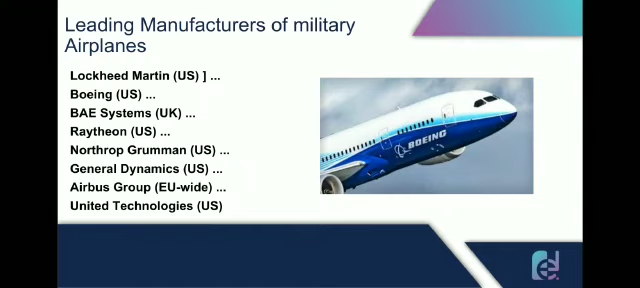 Leading Manufacturers of military
Airplanes
Lockheed Martin (US) ] ...
Boeing (US) ...
BAE Systems (UK) ...
Raytheon (US) ...
Northrop Grumman (US) ...
General Dynamics (US) ...
Airbus Group (EU-wide) ...
United Technologies (US)
BOEING